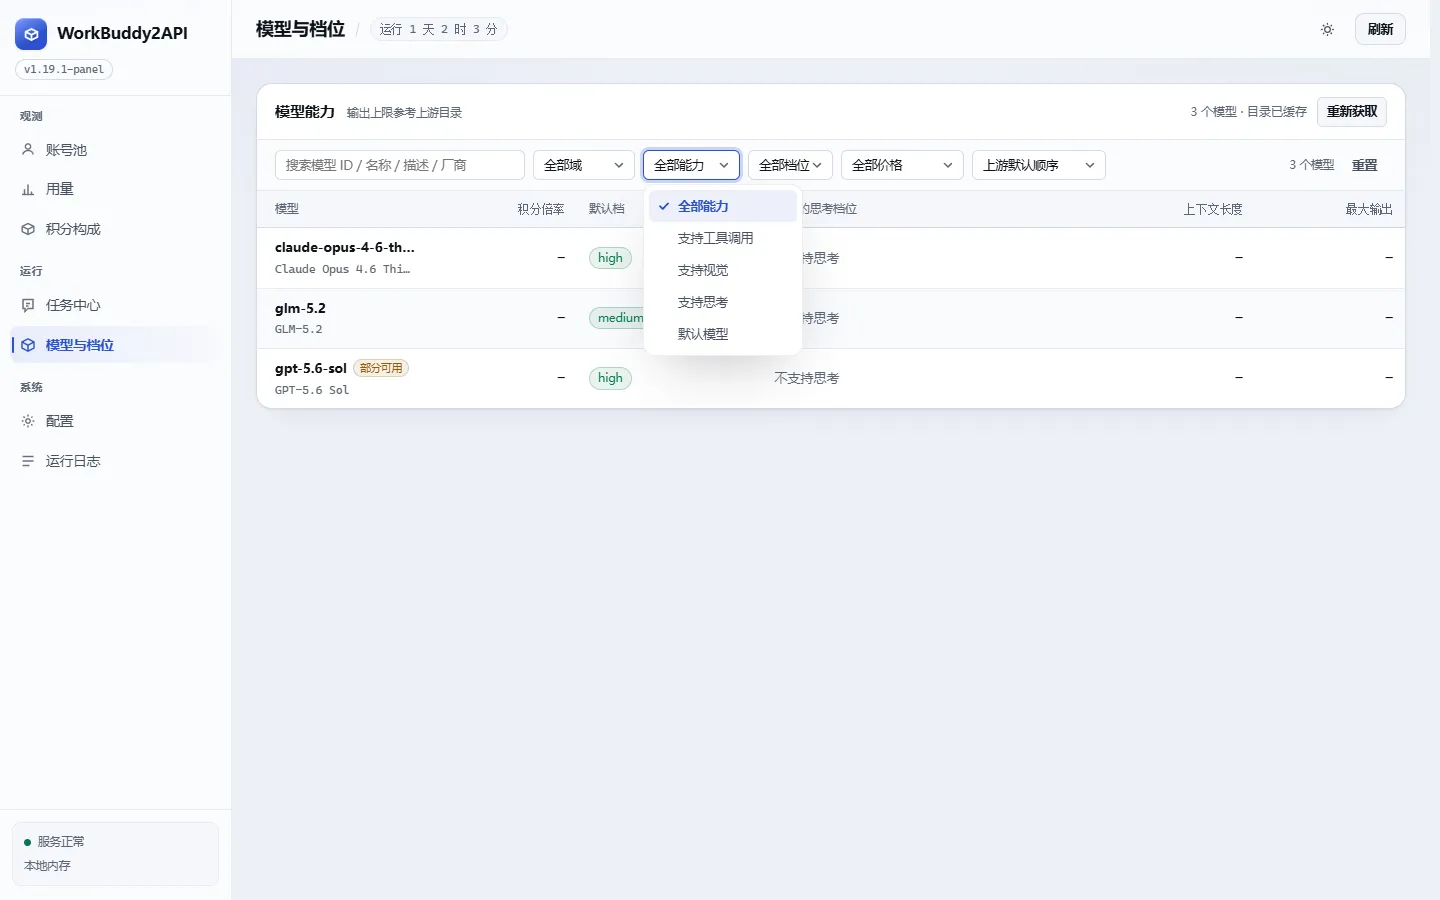 WorkBuddy2API
v1.19.1-panel
观测
账号池
用量
积分构成
运行
任务中心
模型与档位
系统
配置
运行日志
服务正常
本地内存
模型与档位 / 运行 1 天 2 时 3 分
刷新
模型能力 输出上限参考上游目录
3 个模型 · 目录已缓存 重新获取
搜索模型 ID / 名称 / 描述 / 厂商 全部域 全部能力 全部档位 全部价格 上游默认顺序 3 个模型 重置
模型 积分倍率 默认档 的思考档位 上下文长度 最大输出
全部能力
支持工具调用
支持视觉
支持思考
默认模型
claude-opus-4-6-th... – high 持思考 – –
Claude Opus 4.6 Thi…
glm-5.2 – medium 持思考 – –
GLM-5.2
gpt-5.6-sol 部分可用 – high 不支持思考 – –
GPT-5.6 Sol